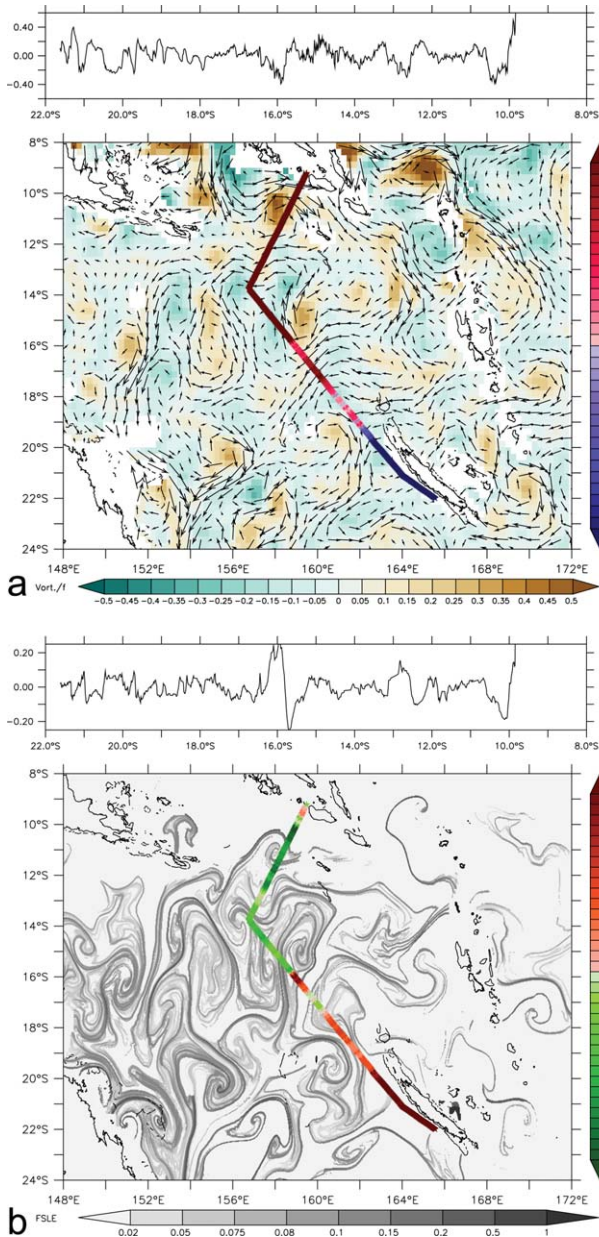 0.40
0.00
−0.40
22.0°S 20.0°S 18.0°S 16.0°S 14.0°S 12.0°S 10.0°S 8.0°S
8°S
10°S
12°S
14°S
16°S
18°S
20°S
22°S
24°S
148°E 152°E 156°E 160°E 164°E 168°E 172°E
a Vort./f
−0.5 −0.45 −0.4 −0.35 −0.3 −0.25 −0.2 −0.15 −0.1 −0.05 0 0.05 0.1 0.15 0.2 0.25 0.3 0.35 0.4 0.45 0.5
0.20
0.00
−0.20
22.0°S 20.0°S 18.0°S 16.0°S 14.0°S 12.0°S 10.0°S 8.0°S
8°S
10°S
12°S
14°S
16°S
18°S
20°S
22°S
24°S
148°E 152°E 156°E 160°E 164°E 168°E 172°E
b FSLE
0.02 0.05 0.075 0.08 0.1 0.15 0.2 0.5 1